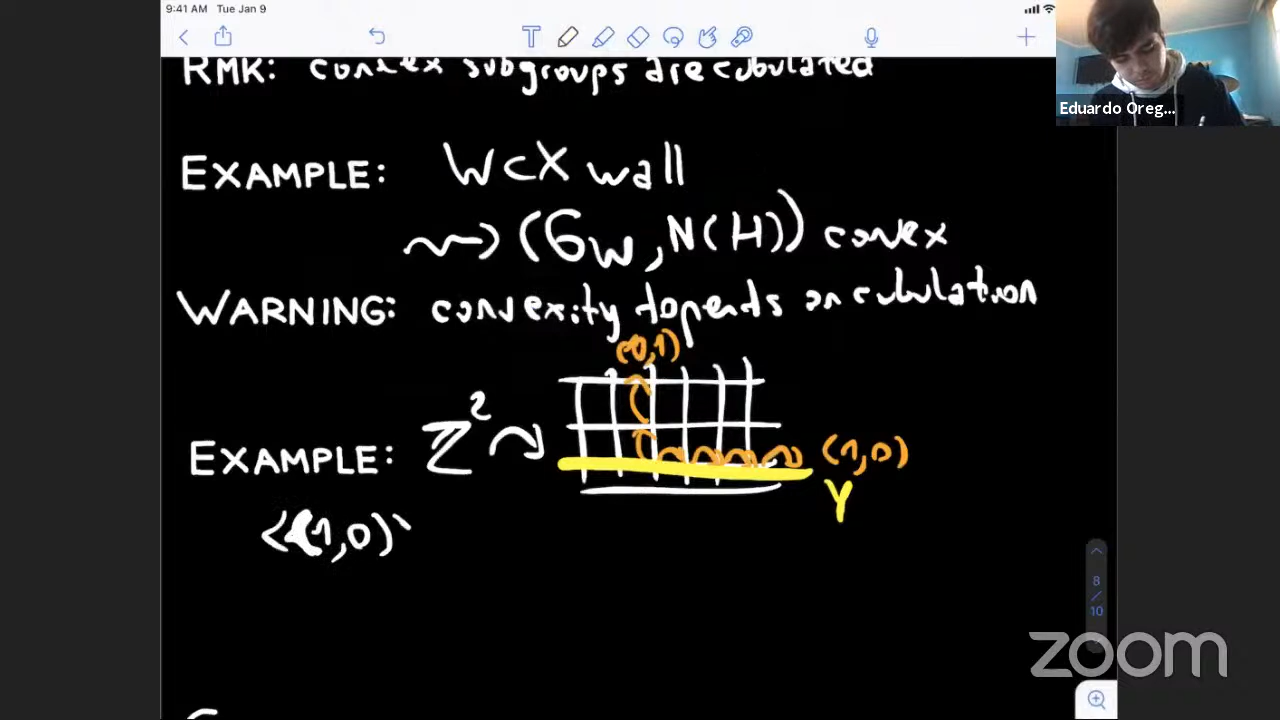 9:41 AM Tue Jan 9
RMK: convex subgroups are cubulated
Eduardo Oreg...
EXAMPLE: W⊂X wall
⇝ (G_W, N(H)) convex
WARNING: convexity depends on cubulation
(0,1)
EXAMPLE: ℤ² ↷
(1,0)
Y
<(1,0)>
8
/
10
zoom